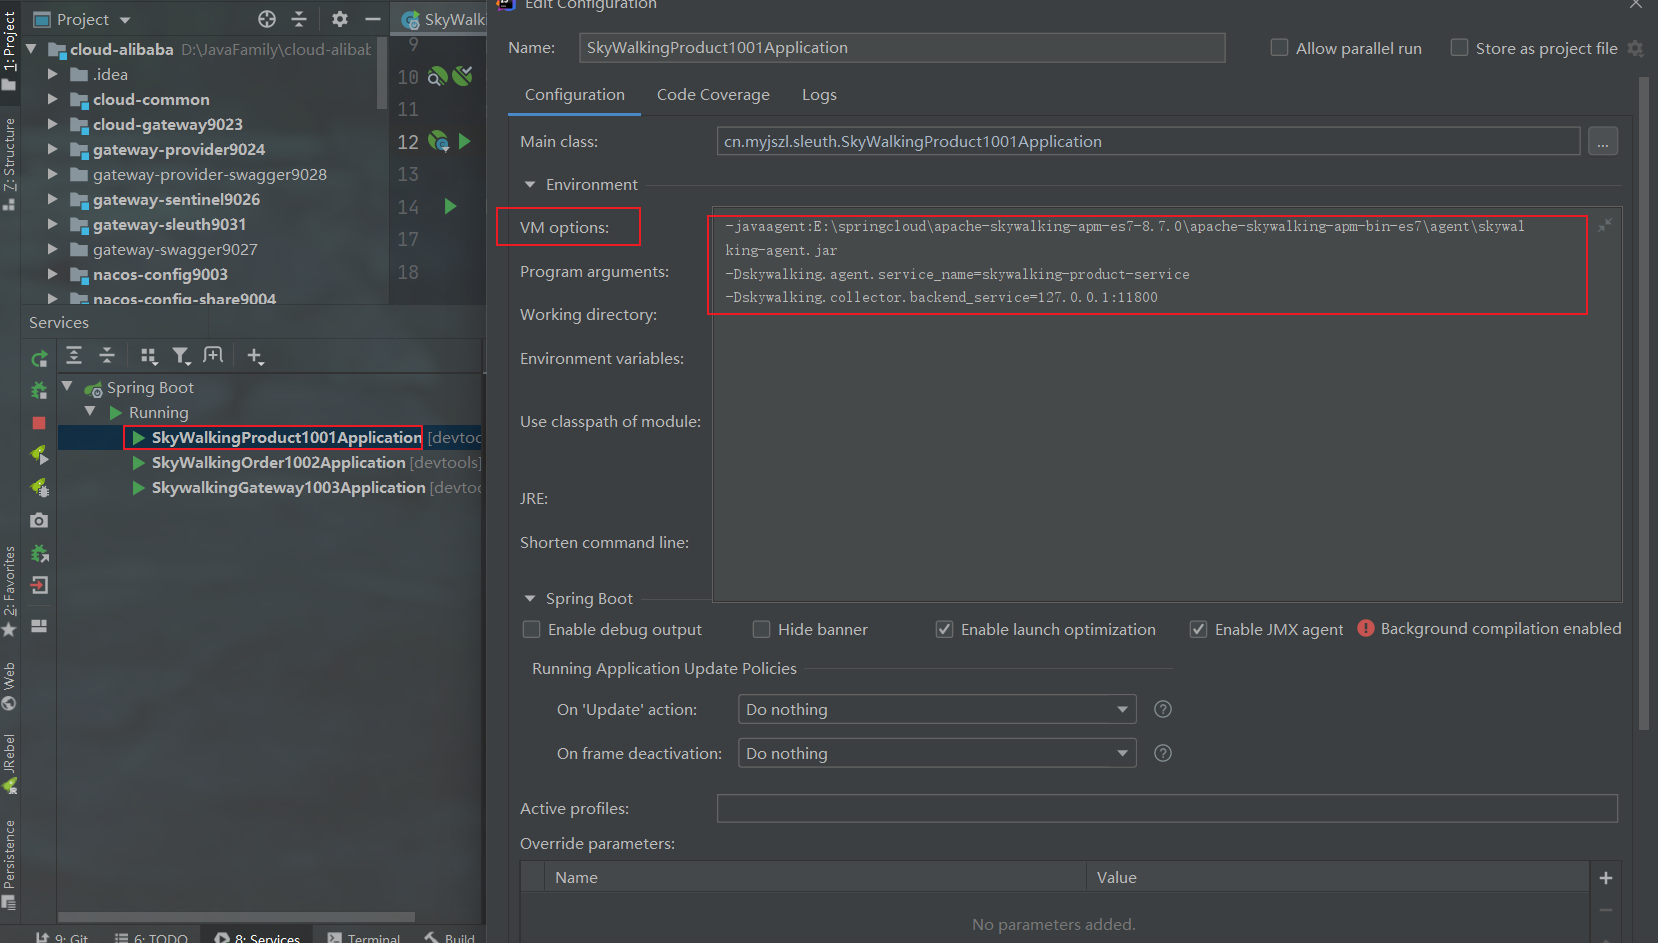 Edit Configuration
1: Project
Z: Structure
2: Favorites
Web
JRebel
Persistence
Project
cloud-alibaba D:\JavaFamily\cloud-alibab
.idea
cloud-common
cloud-gateway9023
gateway-provider9024
gateway-provider-swagger9028
gateway-sentinel9026
gateway-sleuth9031
gateway-swagger9027
nacos-config9003
nacos-config-share9004
SkyWalki
9
10
11
12
13
14
17
18
Services
Spring Boot
Running
SkyWalkingProduct1001Application [devtoo
SkyWalkingOrder1002Application [devtools]
SkywalkingGateway1003Application [devtoo
9: Git
6: TODO
8: Services
Terminal
Build
Name: SkyWalkingProduct1001Application
Allow parallel run
Store as project file
Configuration Code Coverage Logs
Main class: cn.myjszl.sleuth.SkyWalkingProduct1001Application ...
Environment
VM options:
-javaagent:E:\springcloud\apache-skywalking-apm-es7-8.7.0\apache-skywalking-apm-bin-es7\agent\skywal
king-agent.jar
-Dskywalking.agent.service_name=skywalking-product-service
-Dskywalking.collector.backend_service=127.0.0.1:11800
Program arguments:
Working directory:
Environment variables:
Use classpath of module:
JRE:
Shorten command line:
Spring Boot
Enable debug output Hide banner Enable launch optimization Enable JMX agent Background compilation enabled
Running Application Update Policies
On 'Update' action: Do nothing
On frame deactivation: Do nothing
Active profiles:
Override parameters:
Name Value
No parameters added.